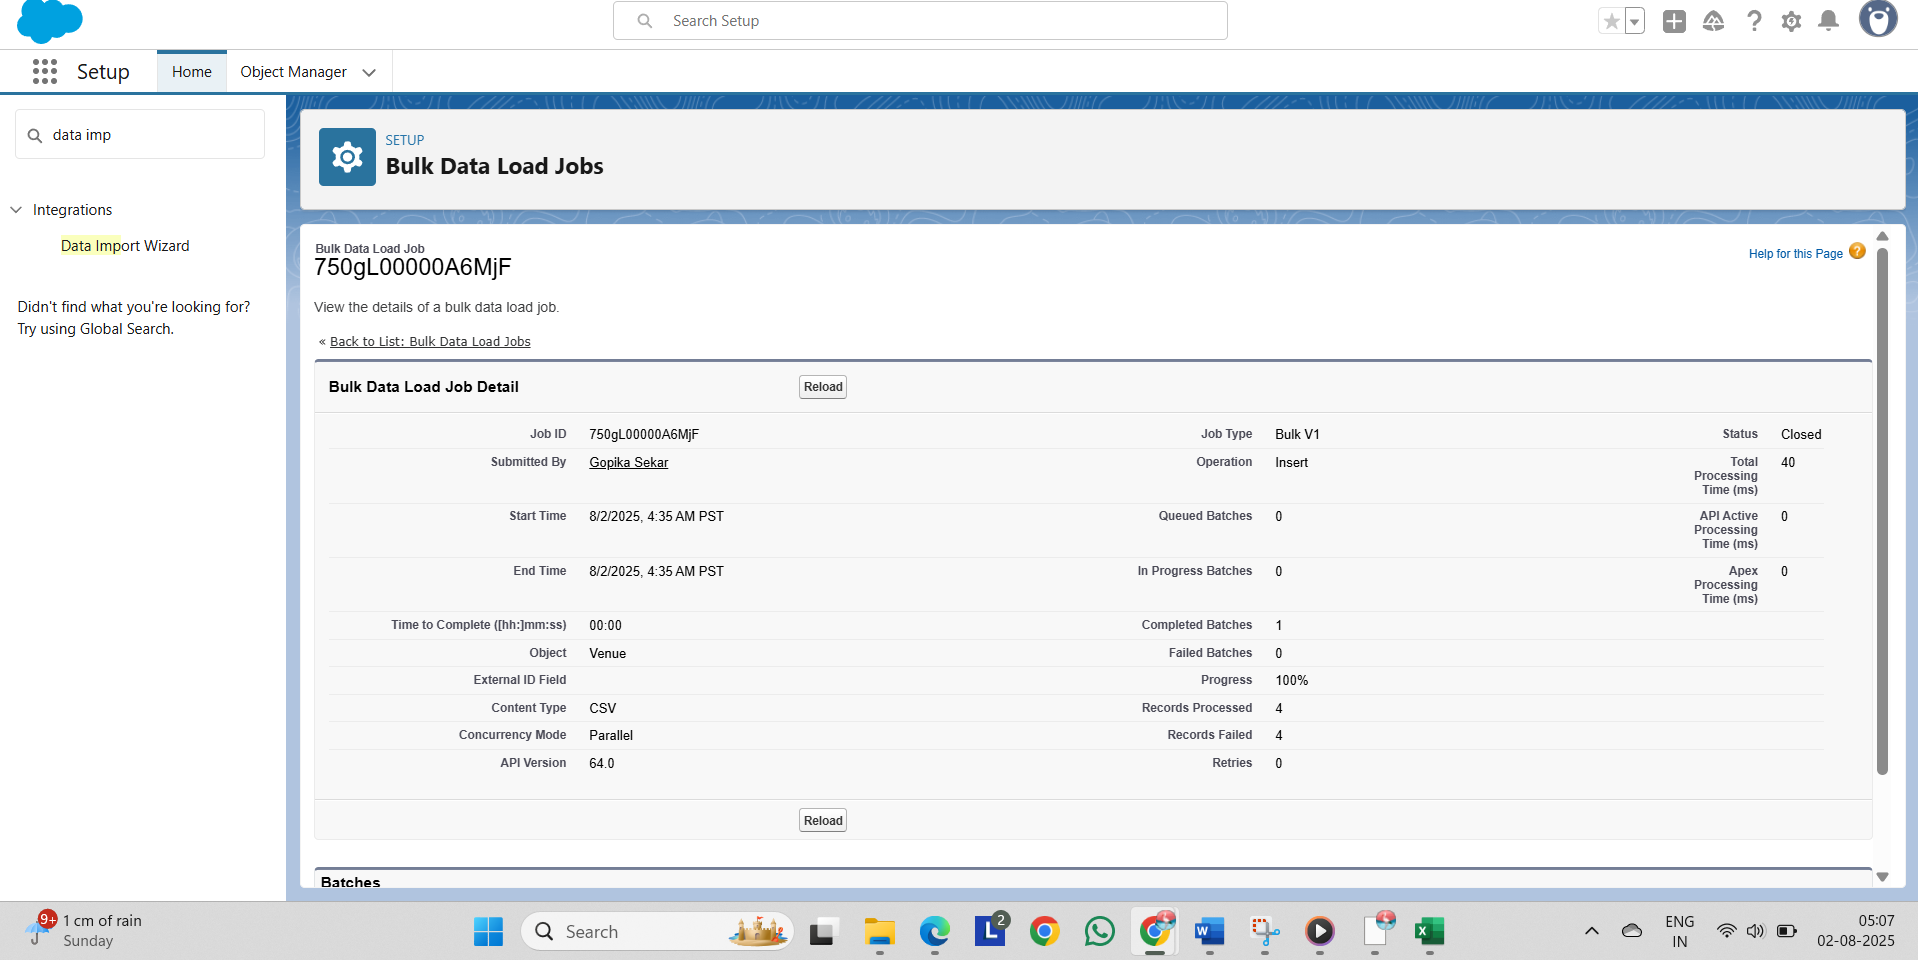 Search Setup
Setup
Home
Object Manager
data imp
Integrations
Data Import Wizard
Didn't find what you're looking for?
Try using Global Search.
SETUP
Bulk Data Load Jobs
Bulk Data Load Job
750gL00000A6MjF
Help for this Page
View the details of a bulk data load job.
« Back to List: Bulk Data Load Jobs
Bulk Data Load Job Detail
Reload
Job ID 750gL00000A6MjF Job Type Bulk V1 Status Closed
Submitted By Gopika Sekar Operation Insert Total Processing Time (ms) 40
Start Time 8/2/2025, 4:35 AM PST Queued Batches 0 API Active Processing Time (ms) 0
End Time 8/2/2025, 4:35 AM PST In Progress Batches 0 Apex Processing Time (ms) 0
Time to Complete ([hh:]mm:ss) 00:00 Completed Batches 1
Object Venue Failed Batches 0
External ID Field Progress 100%
Content Type CSV Records Processed 4
Concurrency Mode Parallel Records Failed 4
API Version 64.0 Retries 0
Reload
Batches
9+
1 cm of rain
Sunday
Search
L
2
W
X
ENG
IN
05:07
02-08-2025